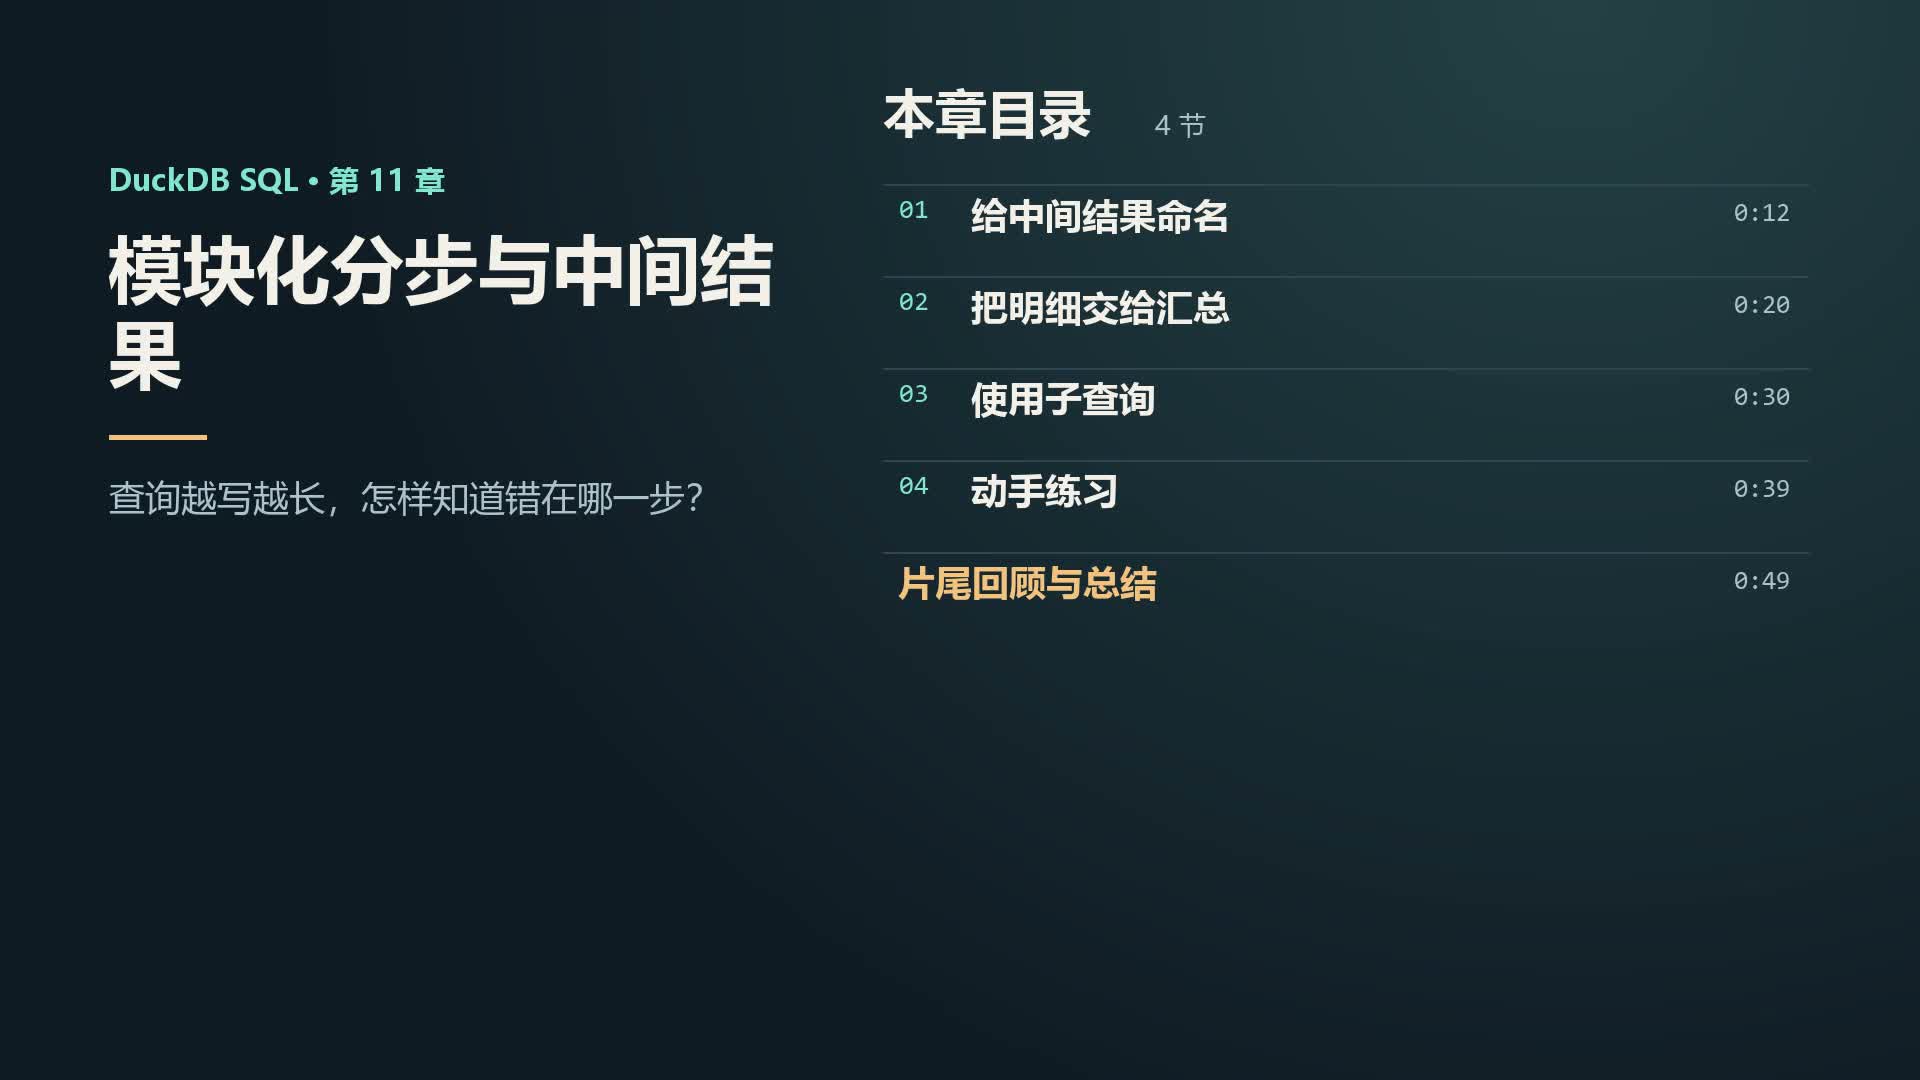 DuckDB SQL • 第 11 章
模块化分步与中间结
果
查询越写越长，怎样知道错在哪一步？
本章目录 4 节
01 给中间结果命名 0:12
02 把明细交给汇总 0:20
03 使用子查询 0:30
04 动手练习 0:39
片尾回顾与总结 0:49